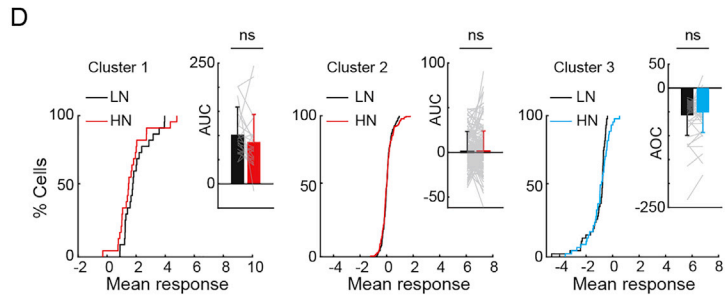 D
ns
ns
ns
Cluster 1
LN
HN
250
AUC
0
100
50
0
% Cells
0
2
4
6
8
10
Mean response
Cluster 2
LN
HN
100
50
AUC
0
-50
100
50
0
-4
-2
0
2
4
6
8
Mean response
Cluster 3
LN
HN
50
0
AOC
-250
100
50
0
-4
-2
0
2
4
6
8
Mean response